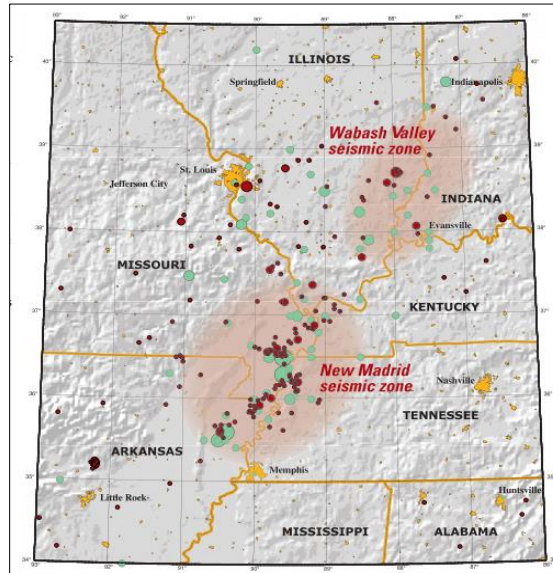 ILLINOIS
Springfield
Indianapolis
Wabash Valley
seismic zone
St. Louis
Jefferson City
INDIANA
Evansville
MISSOURI
KENTUCKY
New Madrid
seismic zone
Nashville
TENNESSEE
ARKANSAS
Memphis
Little Rock
Huntsville
MISSISSIPPI
ALABAMA